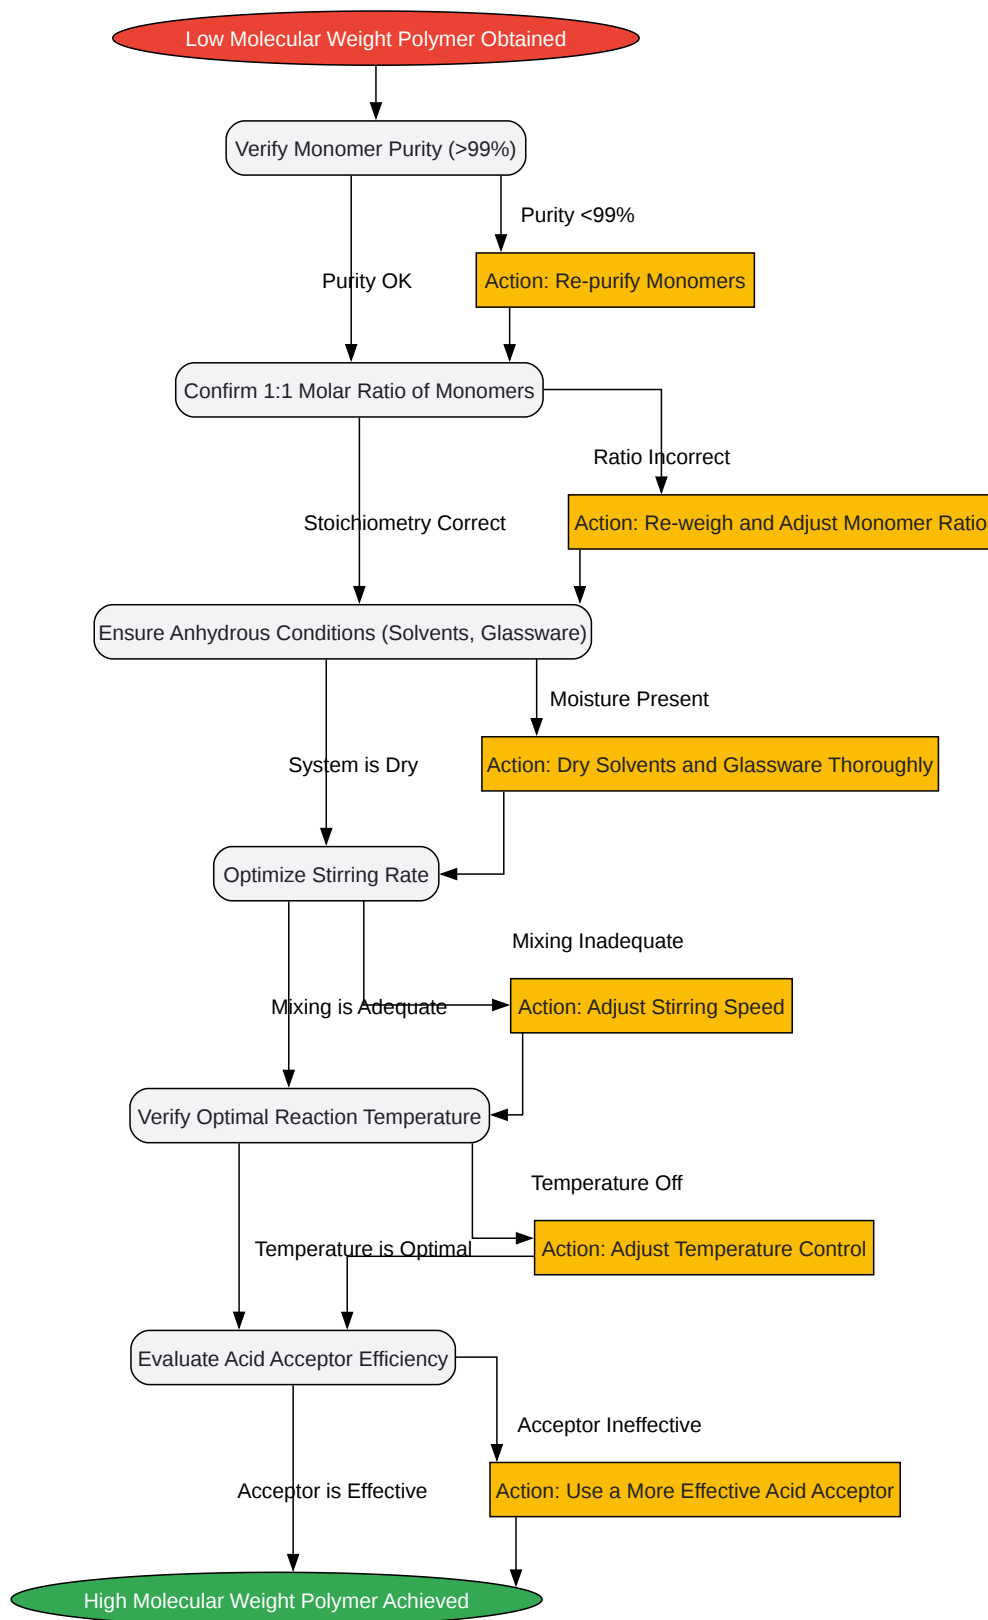 Low Molecular Weight Polymer Obtained
Verify Monomer Purity (>99%)
Purity <99%
Purity OK
Action: Re-purify Monomers
Confirm 1:1 Molar Ratio of Monomers
Ratio Incorrect
Stoichiometry Correct
Action: Re-weigh and Adjust Monomer Ratio
Ensure Anhydrous Conditions (Solvents, Glassware)
Moisture Present
System is Dry
Action: Dry Solvents and Glassware Thoroughly
Optimize Stirring Rate
Mixing Inadequate
Mixing is Adequate
Action: Adjust Stirring Speed
Verify Optimal Reaction Temperature
Temperature Off
Temperature is Optimal
Action: Adjust Temperature Control
Evaluate Acid Acceptor Efficiency
Acceptor Ineffective
Acceptor is Effective
Action: Use a More Effective Acid Acceptor
High Molecular Weight Polymer Achieved